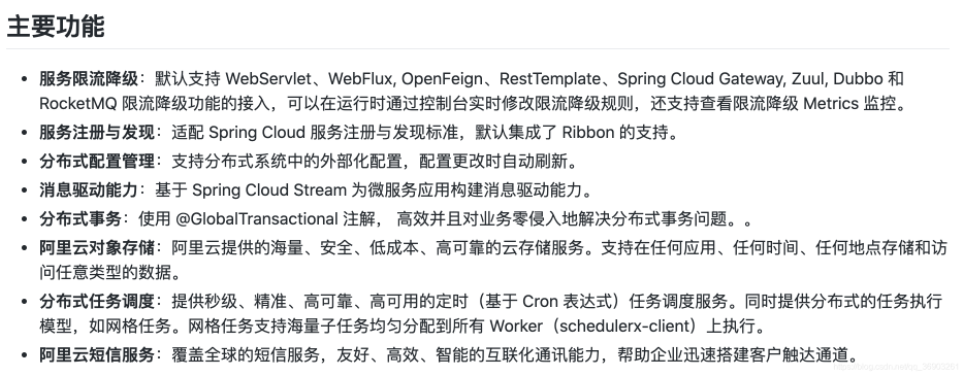 主要功能
• 服务限流降级：默认支持 WebServlet、WebFlux, OpenFeign、RestTemplate、Spring Cloud Gateway, Zuul, Dubbo 和
RocketMQ 限流降级功能的接入，可以在运行时通过控制台实时修改限流降级规则，还支持查看限流降级 Metrics 监控。
• 服务注册与发现：适配 Spring Cloud 服务注册与发现标准，默认集成了 Ribbon 的支持。
• 分布式配置管理：支持分布式系统中的外部化配置，配置更改时自动刷新。
• 消息驱动能力：基于 Spring Cloud Stream 为微服务应用构建消息驱动能力。
• 分布式事务：使用 @GlobalTransactional 注解， 高效并且对业务零侵入地解决分布式事务问题。。
• 阿里云对象存储：阿里云提供的海量、安全、低成本、高可靠的云存储服务。支持在任何应用、任何时间、任何地点存储和访
问任意类型的数据。
• 分布式任务调度：提供秒级、精准、高可靠、高可用的定时（基于 Cron 表达式）任务调度服务。同时提供分布式的任务执行
模型，如网格任务。网格任务支持海量子任务均匀分配到所有 Worker（schedulerx-client）上执行。
• 阿里云短信服务：覆盖全球的短信服务，友好、高效、智能的互联化通讯能力，帮助企业迅速搭建客户触达通道。